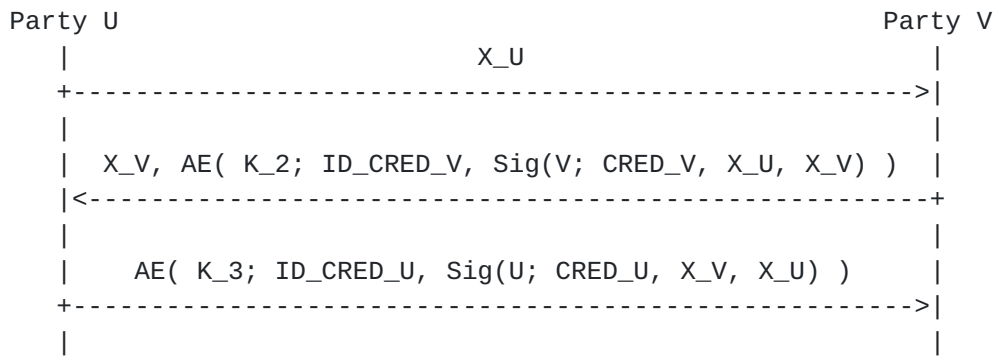 Party U Party V
X_U
X_V, AE( K_2; ID_CRED_V, Sig(V; CRED_V, X_U, X_V) )
AE( K_3; ID_CRED_U, Sig(U; CRED_U, X_V, X_U) )